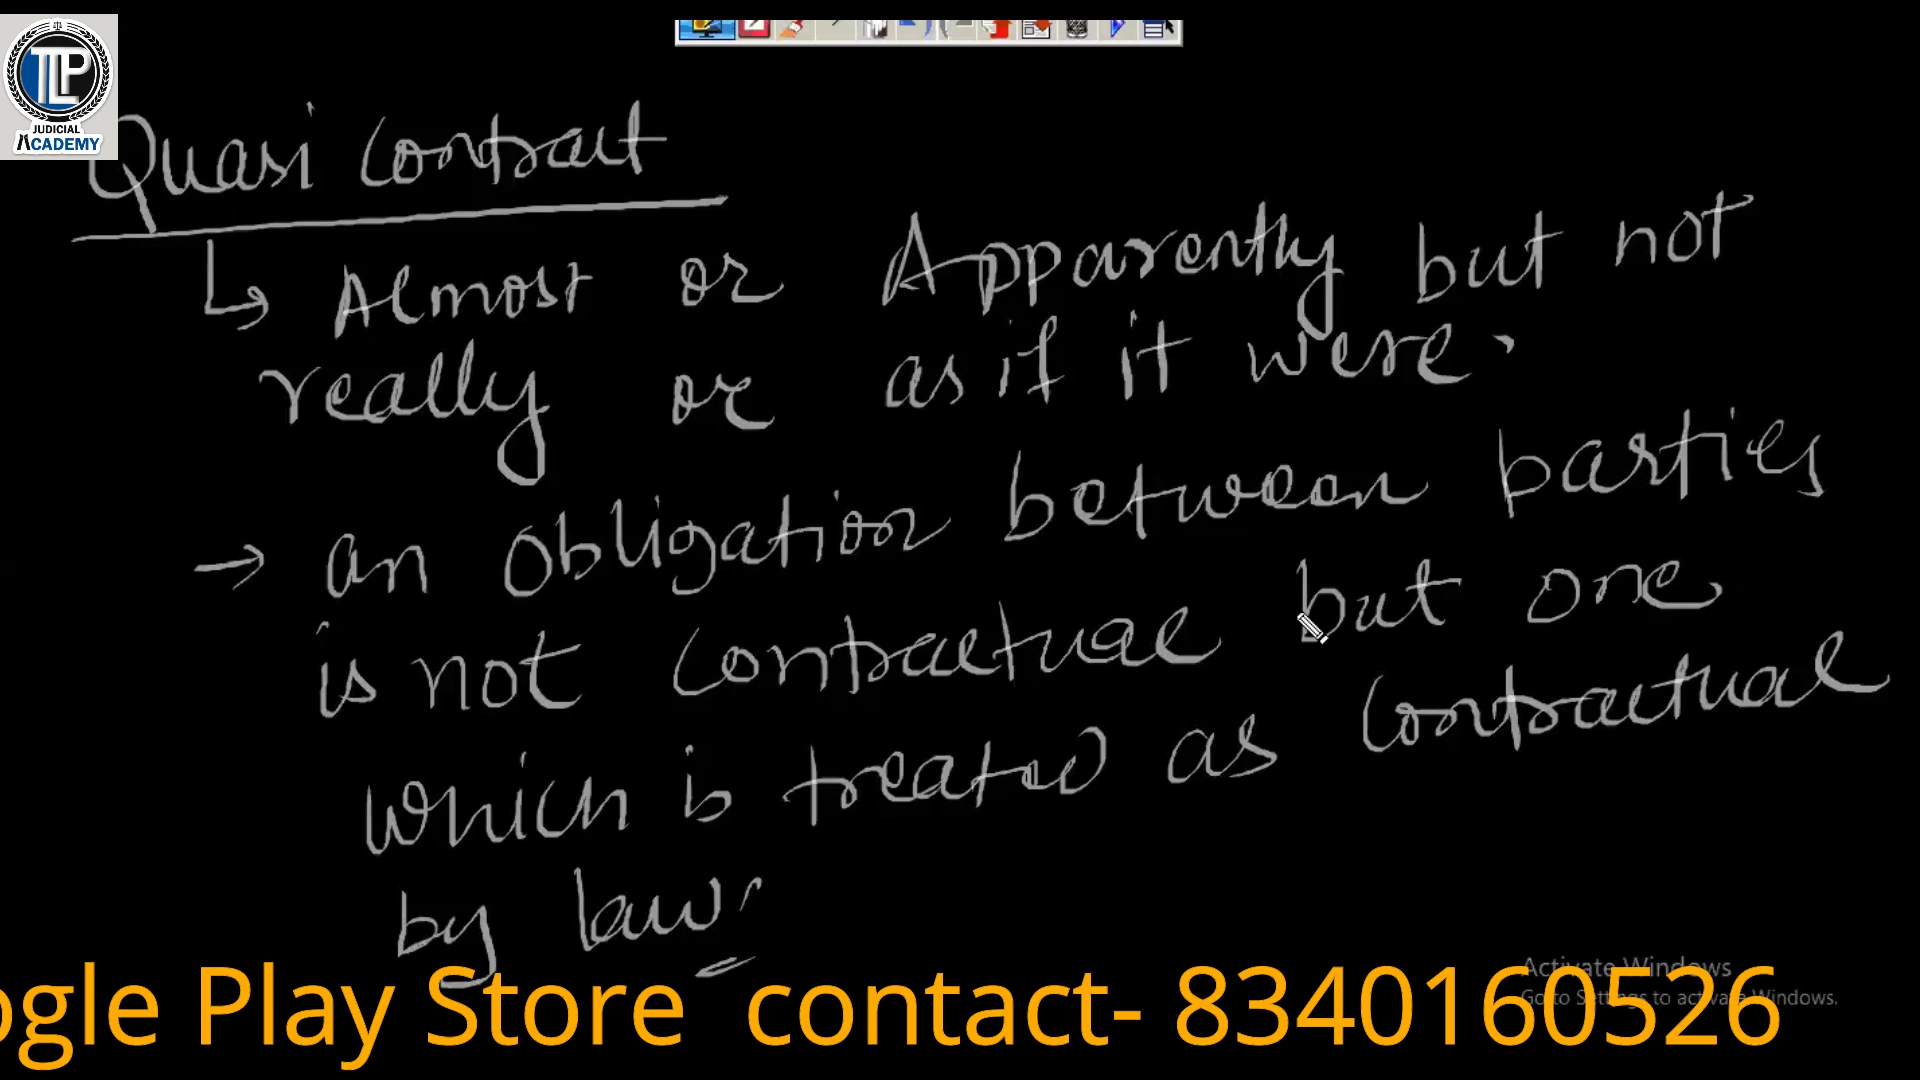 TLP
JUDICIAL
ACADEMY
Quasi Contract
↳ Almost or Apparently but not
really or as if it were.
→ an obligation between parties
is not contractual but one
which is treated as contractual
by law.
Activate Windows
Go to Settings to activate Windows.
ogle Play Store contact- 8340160526